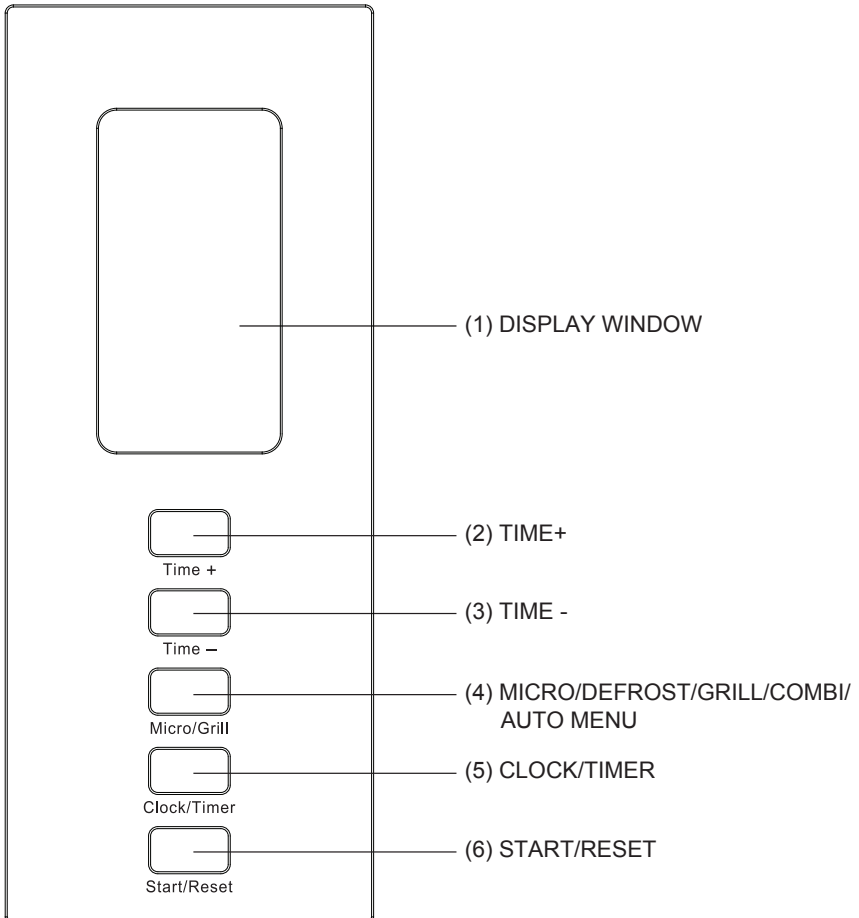 (1) DISPLAY WINDOW
(2) TIME+
Time +
(3) TIME -
Time –
(4) MICRO/DEFROST/GRILL/COMBI/
AUTO MENU
Micro/Grill
(5) CLOCK/TIMER
Clock/Timer
(6) START/RESET
Start/Reset